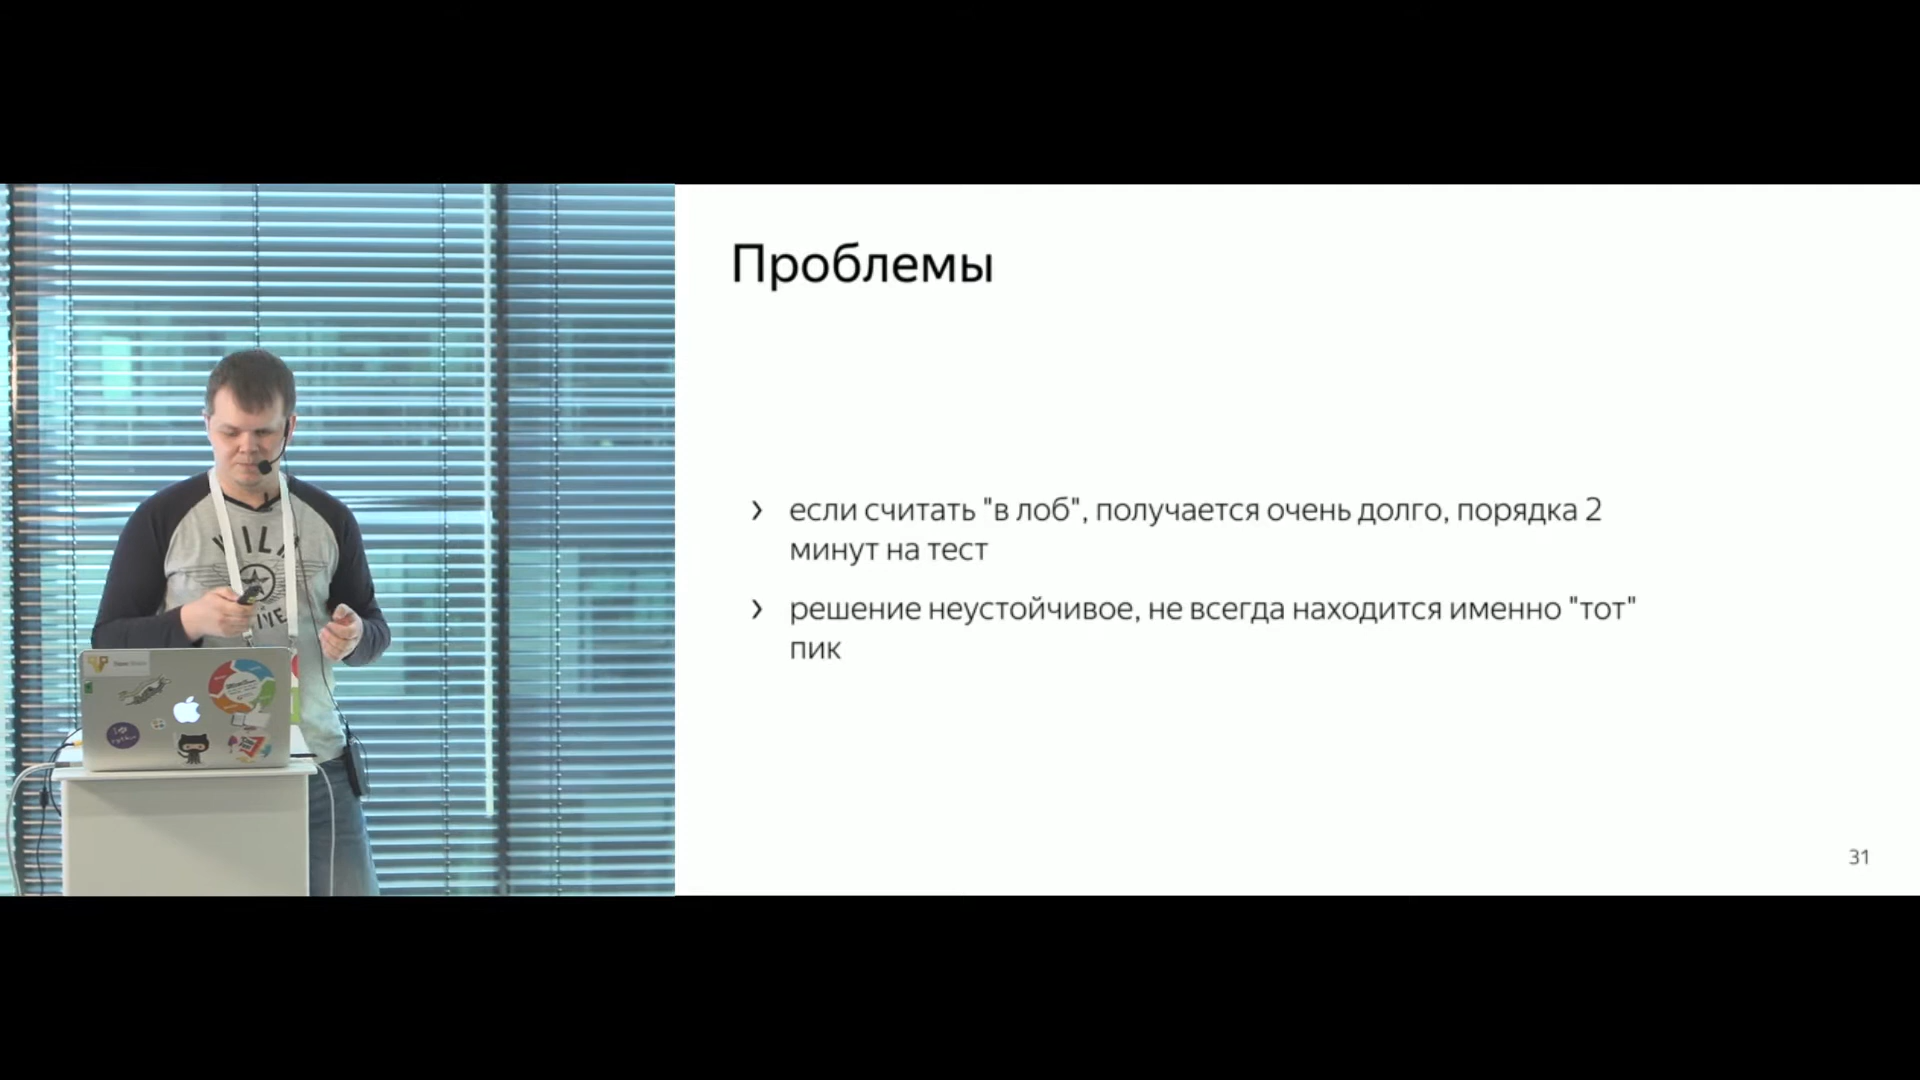 Проблемы
› если считать "в лоб", получается очень долго, порядка 2
минут на тест
› решение неустойчивое, не всегда находится именно "тот"
пик
31